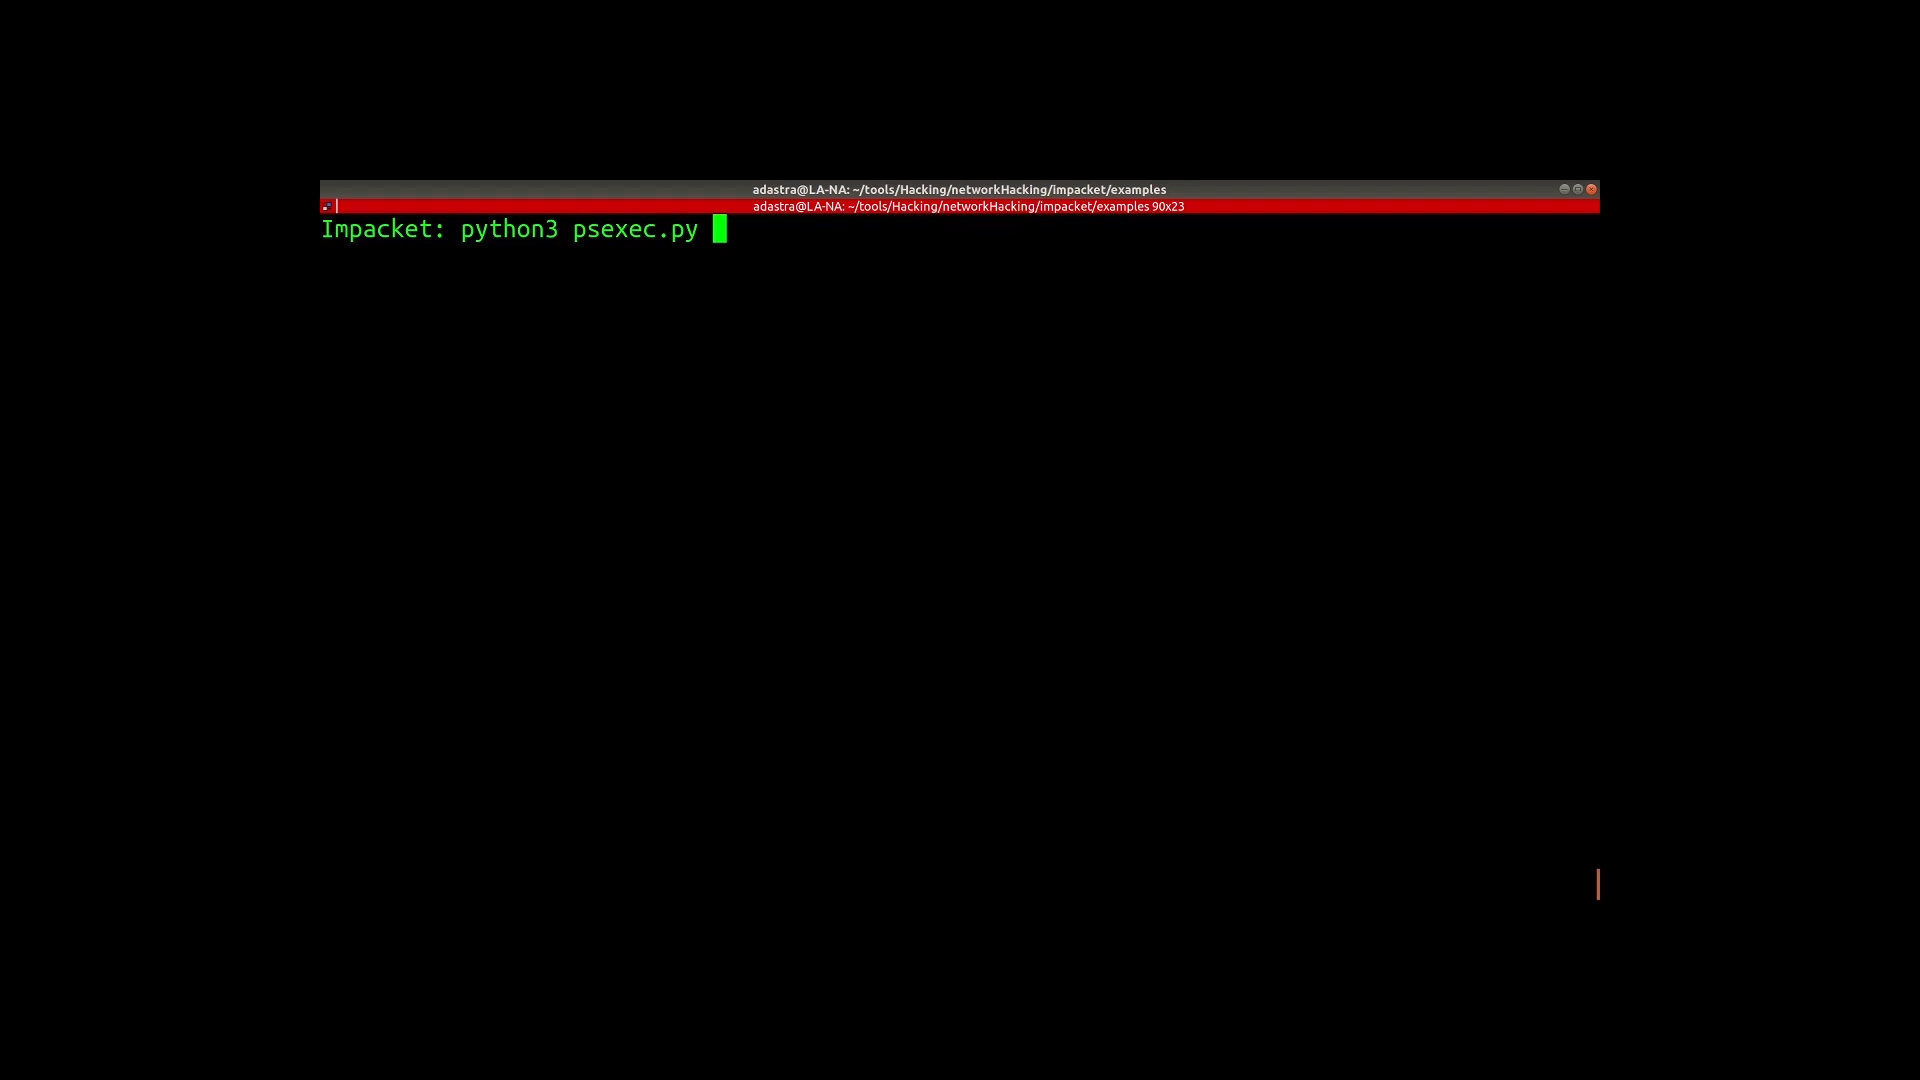 adastra@LA-NA: ~/tools/Hacking/networkHacking/impacket/examples
adastra@LA-NA: ~/tools/Hacking/networkHacking/impacket/examples 90x23
Impacket: python3 psexec.py